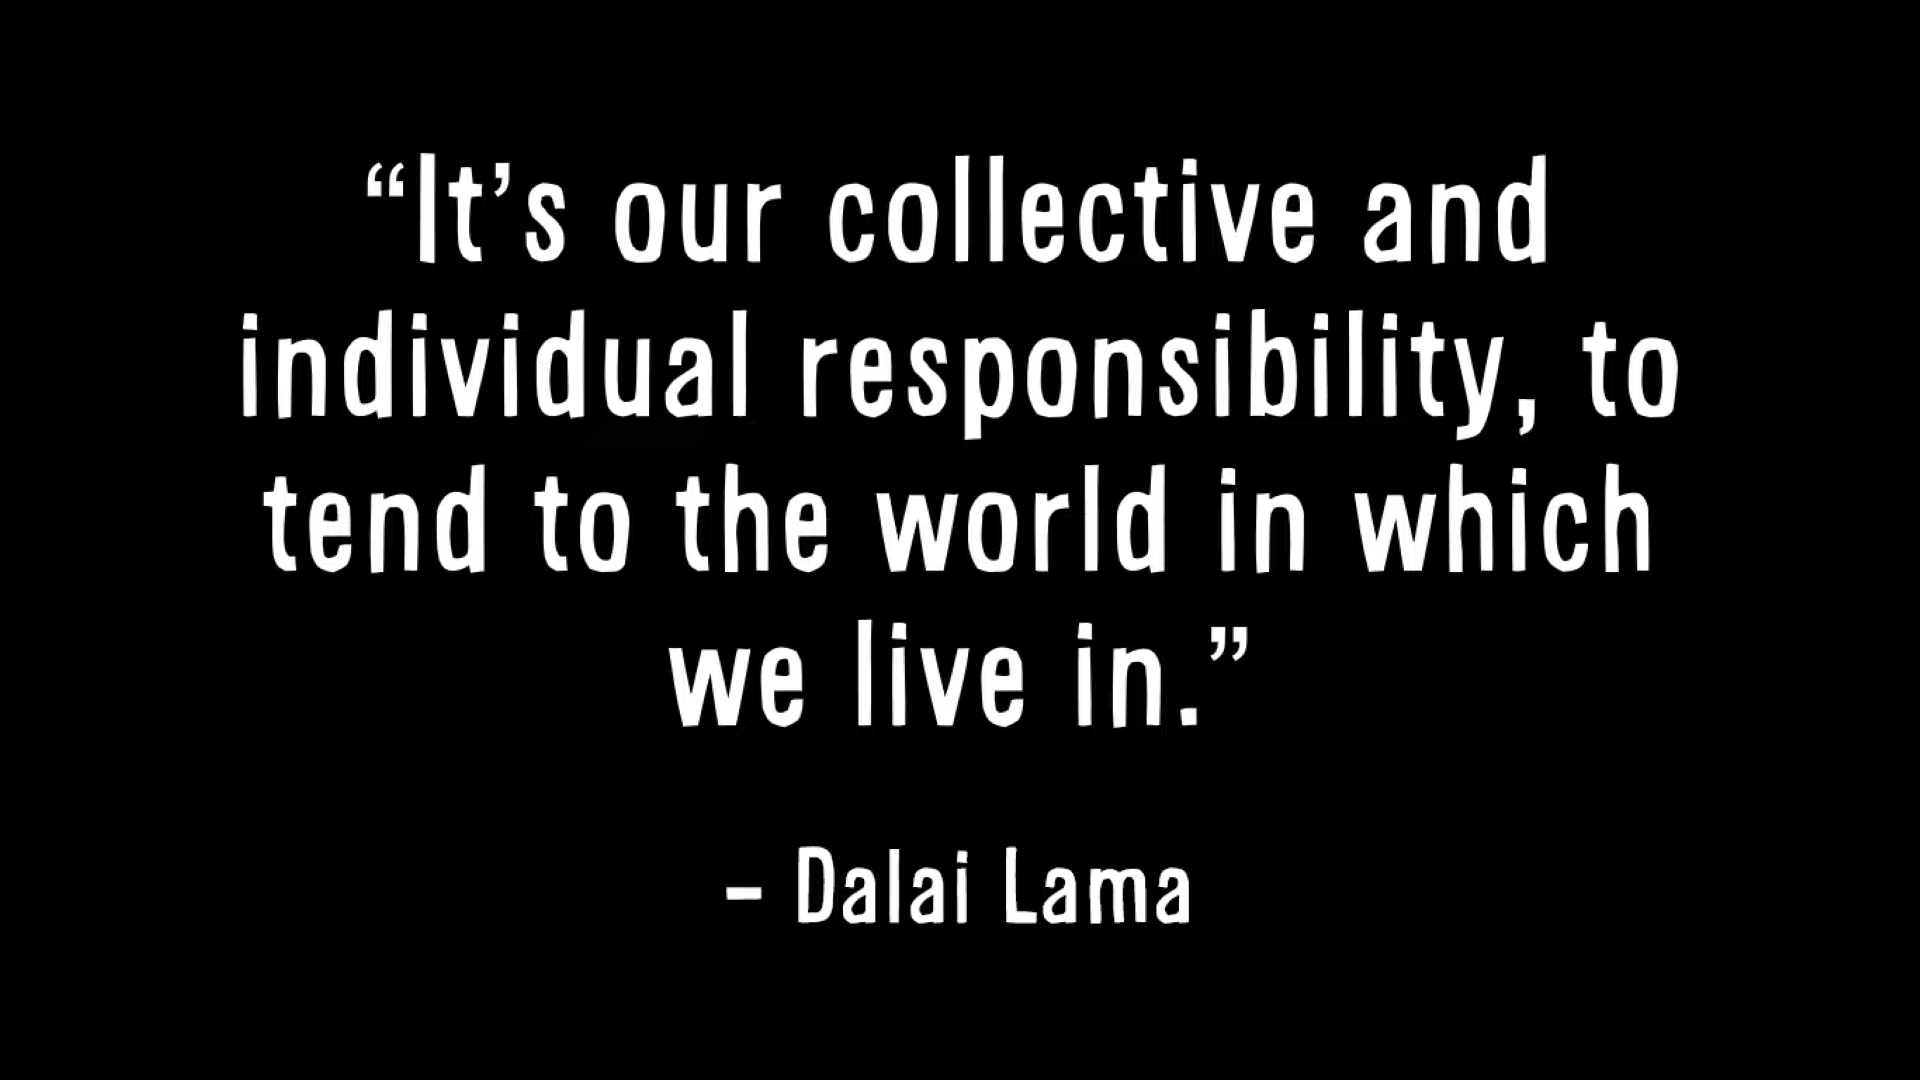 “It’s our collective and
individual responsibility, to
tend to the world in which
we live in.”
– Dalai Lama